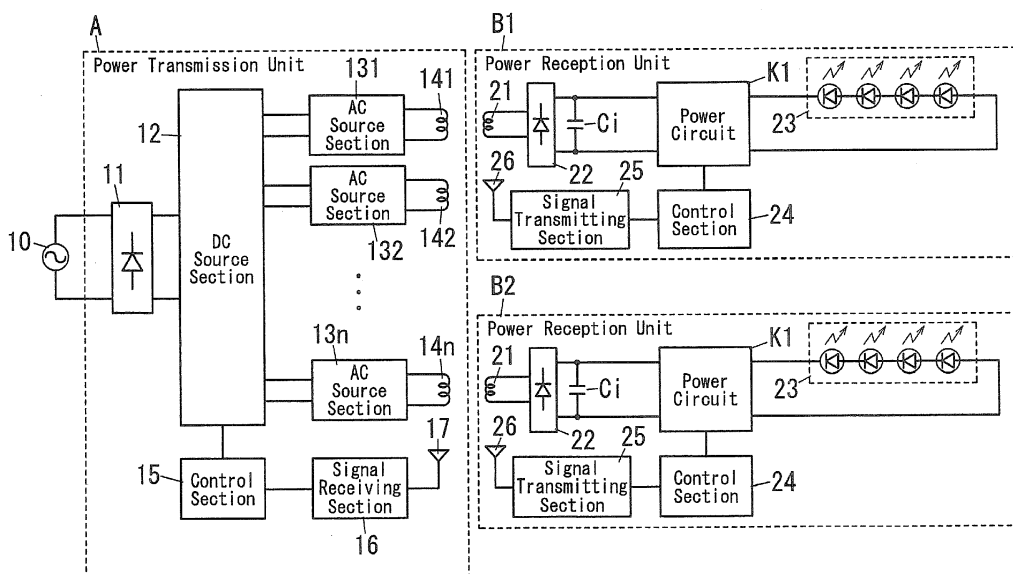 A
Power Transmission Unit
10
11
12
DC
Source
Section
131
AC
Source
Section
141
AC
Source
Section
132
142
13n
AC
Source
Section
14n
15
Control
Section
Signal
Receiving
Section
16
17
B1
Power Reception Unit
21
22
Ci
K1
Power
Circuit
23
26
25
Signal
Transmitting
Section
Control
Section
24
B2
Power Reception Unit
21
22
Ci
K1
Power
Circuit
23
26
25
Signal
Transmitting
Section
Control
Section
24